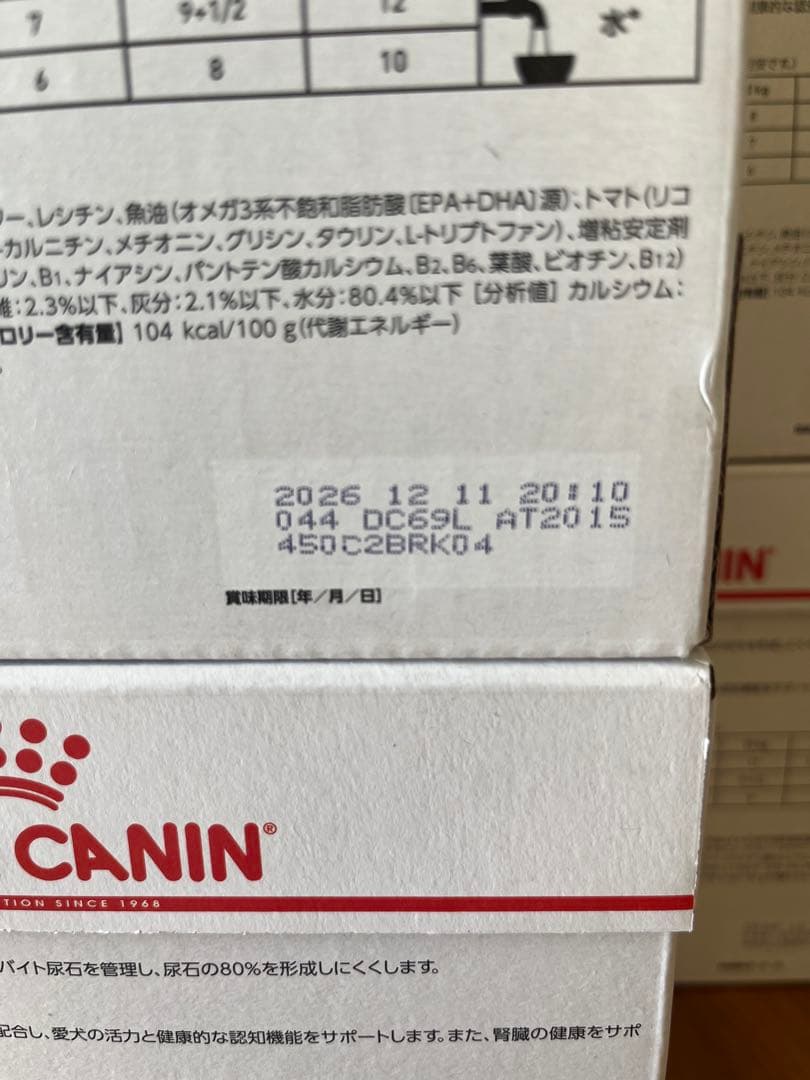 7 9+1/2 12 水*
6 8 10
ー、レシチン、魚油(オメガ3系不飽和脂肪酸〔EPA+DHA〕源)、トマト(リコ
-カルニチン、メチオニン、グリシン、タウリン、L-トリプトファン)、増粘安定剤
リン、B1、ナイアシン、パントテン酸カルシウム、B2、B6、葉酸、ビオチン、B12)
維:2.3%以下、灰分:2.1%以下、水分:80.4%以下 [分析値] カルシウム:
ロリー含有量】104 kcal/100 g(代謝エネルギー)
2026 12 11 20:10
044 DC69L AT2015
450C2BRK04
賞味期限[年/月/日]
IN
CANIN®
TION SINCE 1968
バイト尿石を管理し、尿石の80%を形成しにくくします。
配合し、愛犬の活力と健康的な認知機能をサポートします。また、腎臓の健康をサポ